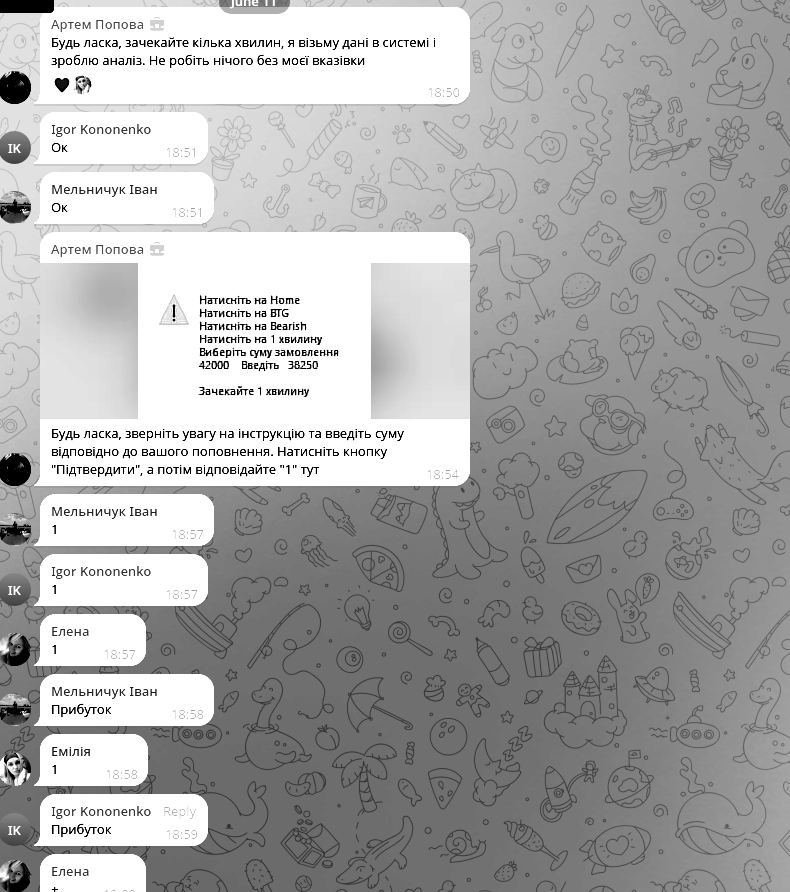 June 11
Артем Попова
Будь ласка, зачекайте кілька хвилин, я візьму дані в системі і
зроблю аналіз. Не робіть нічого без моєї вказівки
18:50
Igor Kononenko
IK
Ок
18:51
Мельничук Іван
Ок
18:51
Артем Попова
Натисніть на Home
Натисніть на BTG
Натисніть на Bearish
Натисніть на 1 хвилину
Виберіть суму замовлення
42000 Введіть 38250
Зачекайте 1 хвилину
Будь ласка, зверніть увагу на інструкцію та введіть суму
відповідно до вашого поповнення. Натисніть кнопку
"Підтвердити", а потім відповідайте "1" тут
18:54
Мельничук Іван
1
18:57
Igor Kononenko
IK
1
18:57
Елена
1
18:57
Мельничук Іван
Прибуток
18:58
Емілія
1
18:58
Igor Kononenko Reply
IK
Прибуток
18:59
Елена